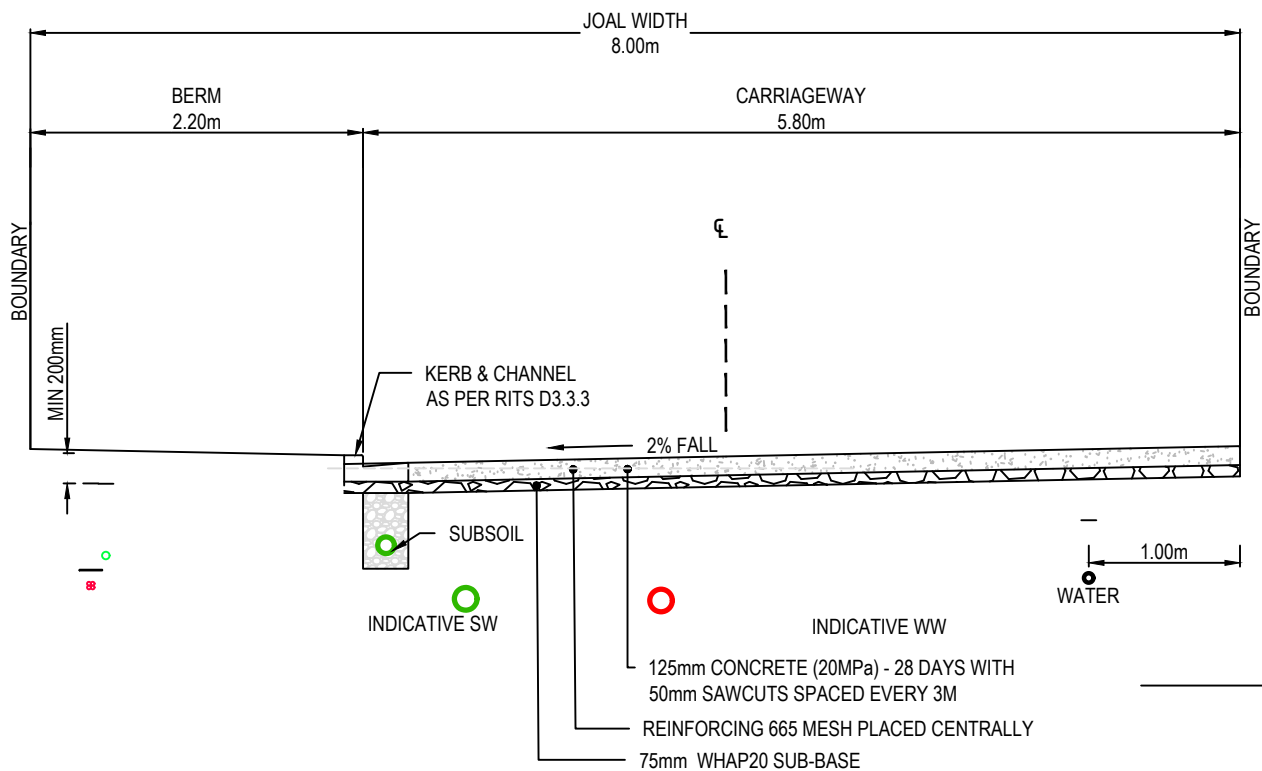 JOAL WIDTH
8.00m
BERM
2.20m
CARRIAGEWAY
5.80m
BOUNDARY
BOUNDARY
℄
MIN 200mm
KERB & CHANNEL
AS PER RITS D3.3.3
2% FALL
SUBSOIL
1.00m
WATER
INDICATIVE SW
INDICATIVE WW
125mm CONCRETE (20MPa) - 28 DAYS WITH
50mm SAWCUTS SPACED EVERY 3M
REINFORCING 665 MESH PLACED CENTRALLY
75mm WHAP20 SUB-BASE